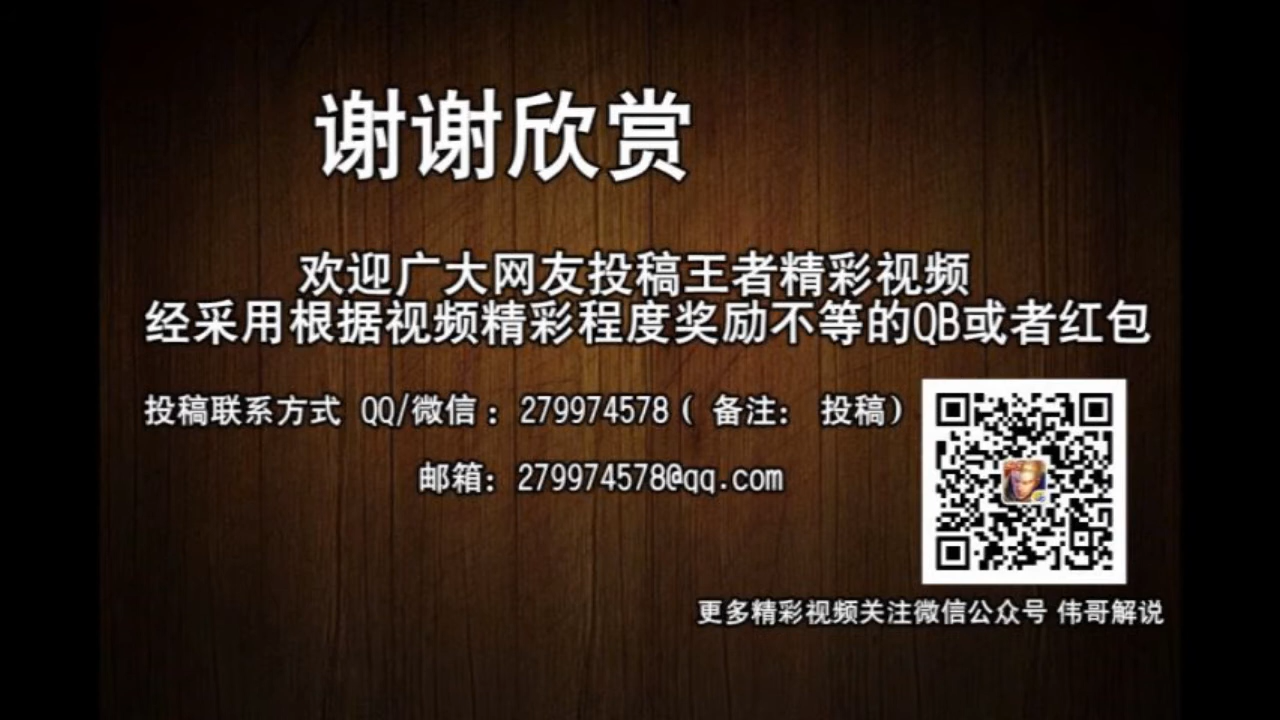 谢谢欣赏
欢迎广大网友投稿王者精彩视频
经采用根据视频精彩程度奖励不等的QB或者红包
投稿联系方式 QQ/微信：279974578（备注：投稿）
邮箱：279974578@qq.com
更多精彩视频关注微信公众号 伟哥解说